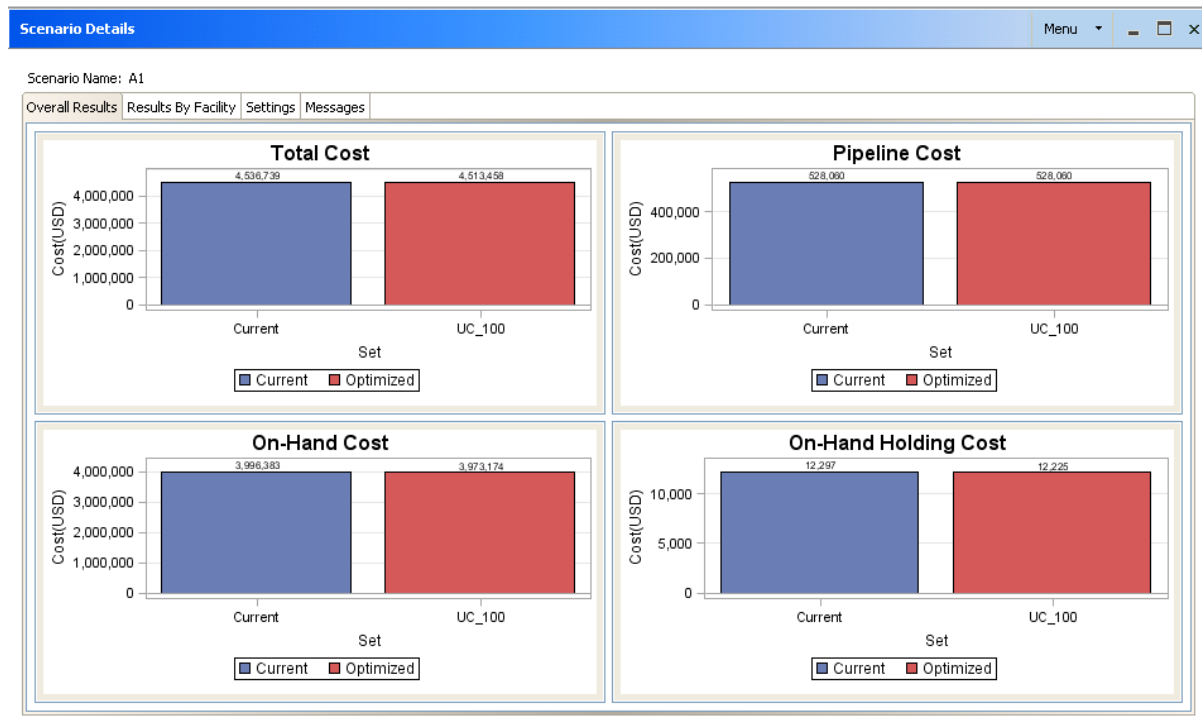 Scenario Details Menu
Scenario Name: A1
Overall Results Results By Facility Settings Messages
Total Cost
4,536,739 4,513,458
4,000,000
3,000,000
2,000,000
1,000,000
0
Cost(USD)
Current UC_100
Set
Current Optimized
Pipeline Cost
528,060 528,060
400,000
200,000
0
Cost(USD)
Current UC_100
Set
Current Optimized
On-Hand Cost
3,996,383 3,973,174
4,000,000
3,000,000
2,000,000
1,000,000
0
Cost(USD)
Current UC_100
Set
Current Optimized
On-Hand Holding Cost
12,297 12,225
10,000
5,000
0
Cost(USD)
Current UC_100
Set
Current Optimized